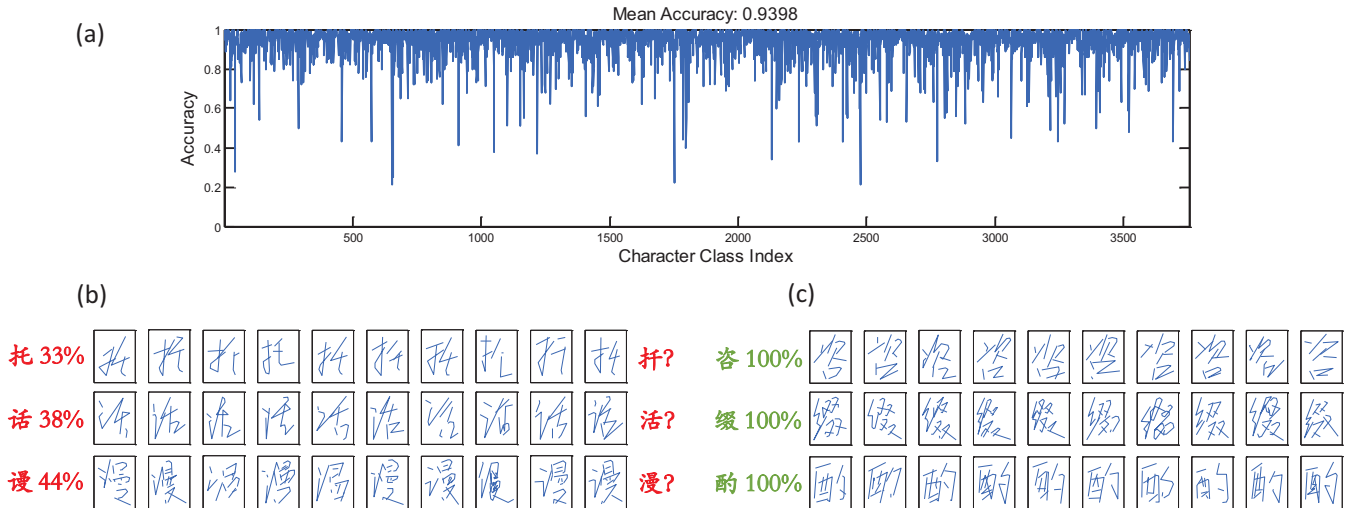 (a)
Mean Accuracy: 0.9398
Accuracy
1
0.8
0.6
0.4
0.2
0
500 1000 1500 2000 2500 3000 3500
Character Class Index
(b)
托 33% 扦?
话 38% 活?
谩 44% 漫?
(c)
咨 100%
缀 100%
酌 100%